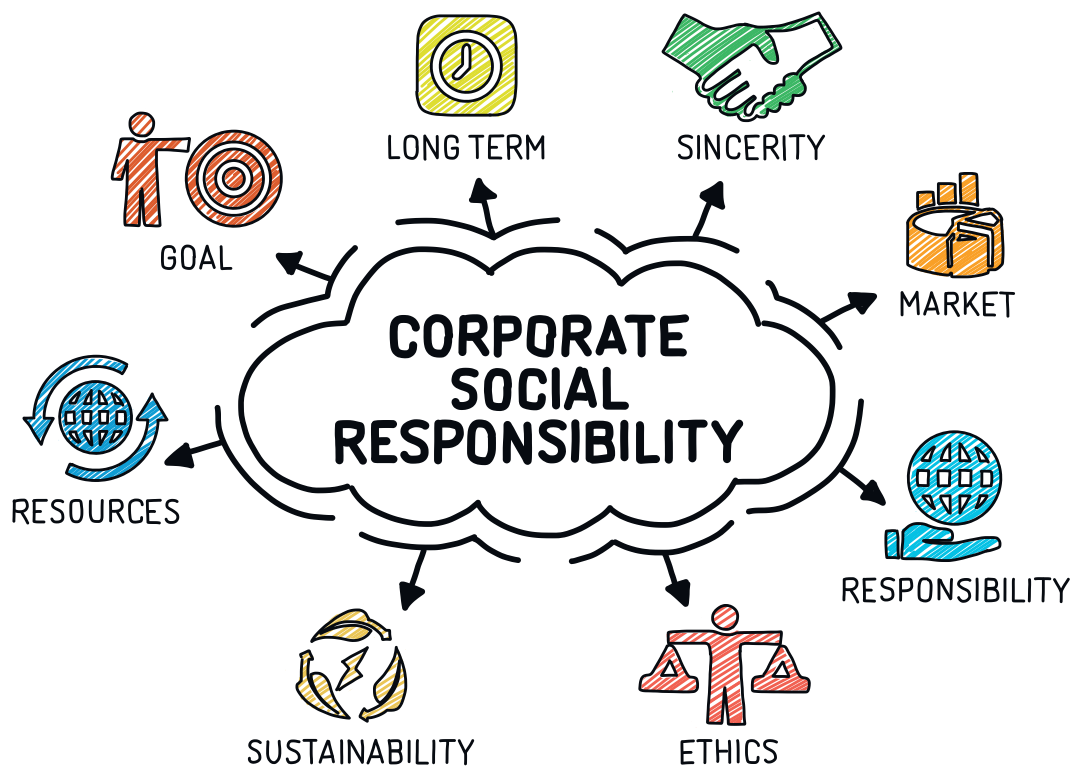 LONG TERM
SINCERITY
GOAL
MARKET
CORPORATE
SOCIAL
RESPONSIBILITY
RESOURCES
RESPONSIBILITY
SUSTAINABILITY
ETHICS